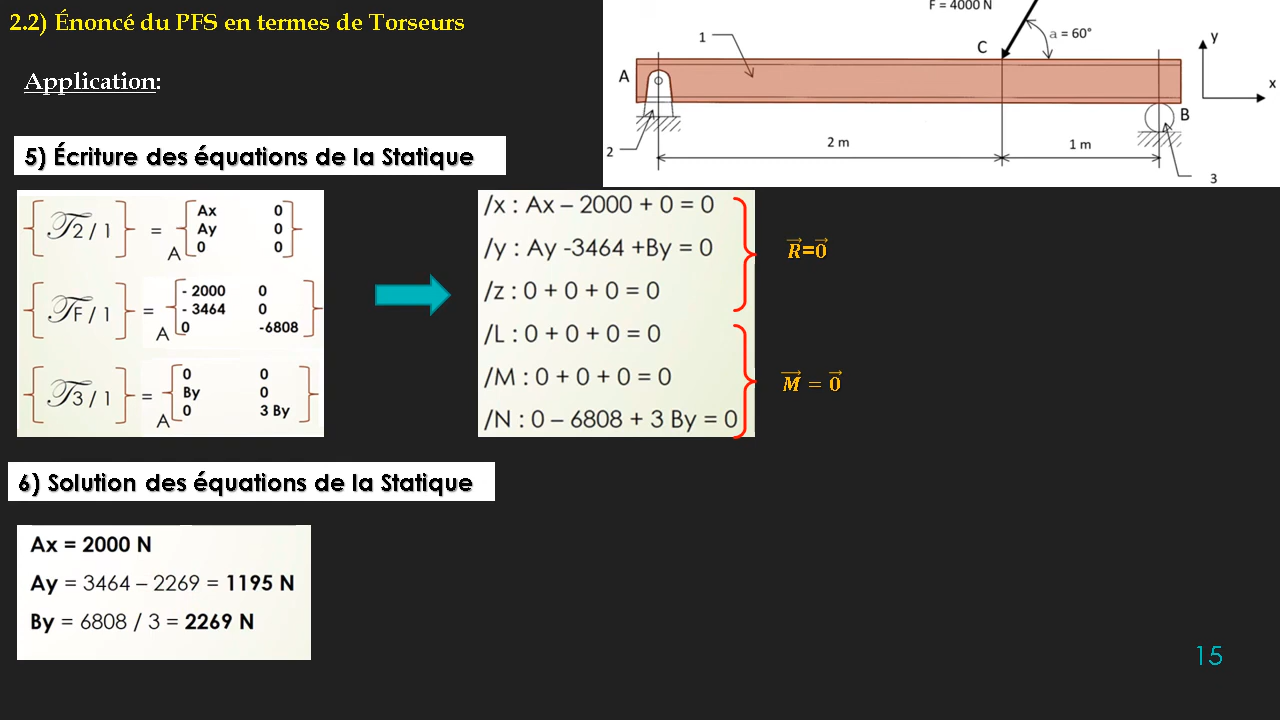 2.2) Énoncé du PFS en termes de Torseurs
F = 4000 N
a = 60°
1
C
y
A
x
B
2
2 m
1 m
3
Application:
5) Écriture des équations de la Statique
𝒯2 / 1 =
A
Ax 0
Ay 0
0 0
𝒯F / 1 =
A
- 2000 0
- 3464 0
0 -6808
𝒯3 / 1 =
A
0 0
By 0
0 3 By
/x : Ax – 2000 + 0 = 0
/y : Ay -3464 +By = 0
/z : 0 + 0 + 0 = 0
/L : 0 + 0 + 0 = 0
/M : 0 + 0 + 0 = 0
/N : 0 – 6808 + 3 By = 0
R⃗=0⃗
M⃗ = 0⃗
6) Solution des équations de la Statique
Ax = 2000 N
Ay = 3464 – 2269 = 1195 N
By = 6808 / 3 = 2269 N
15